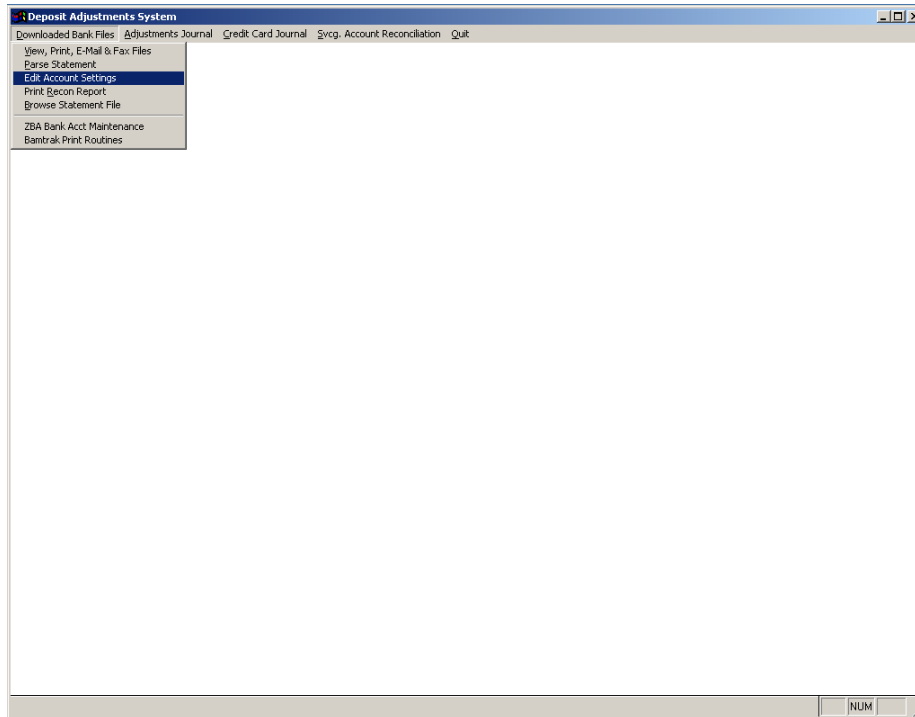 Deposit Adjustments System
Downloaded Bank Files Adjustments Journal Credit Card Journal Svcg. Account Reconciliation Quit
View, Print, E-Mail & Fax Files
Parse Statement
Edit Account Settings
Print Recon Report
Browse Statement File
ZBA Bank Acct Maintenance
Bamtrak Print Routines
NUM